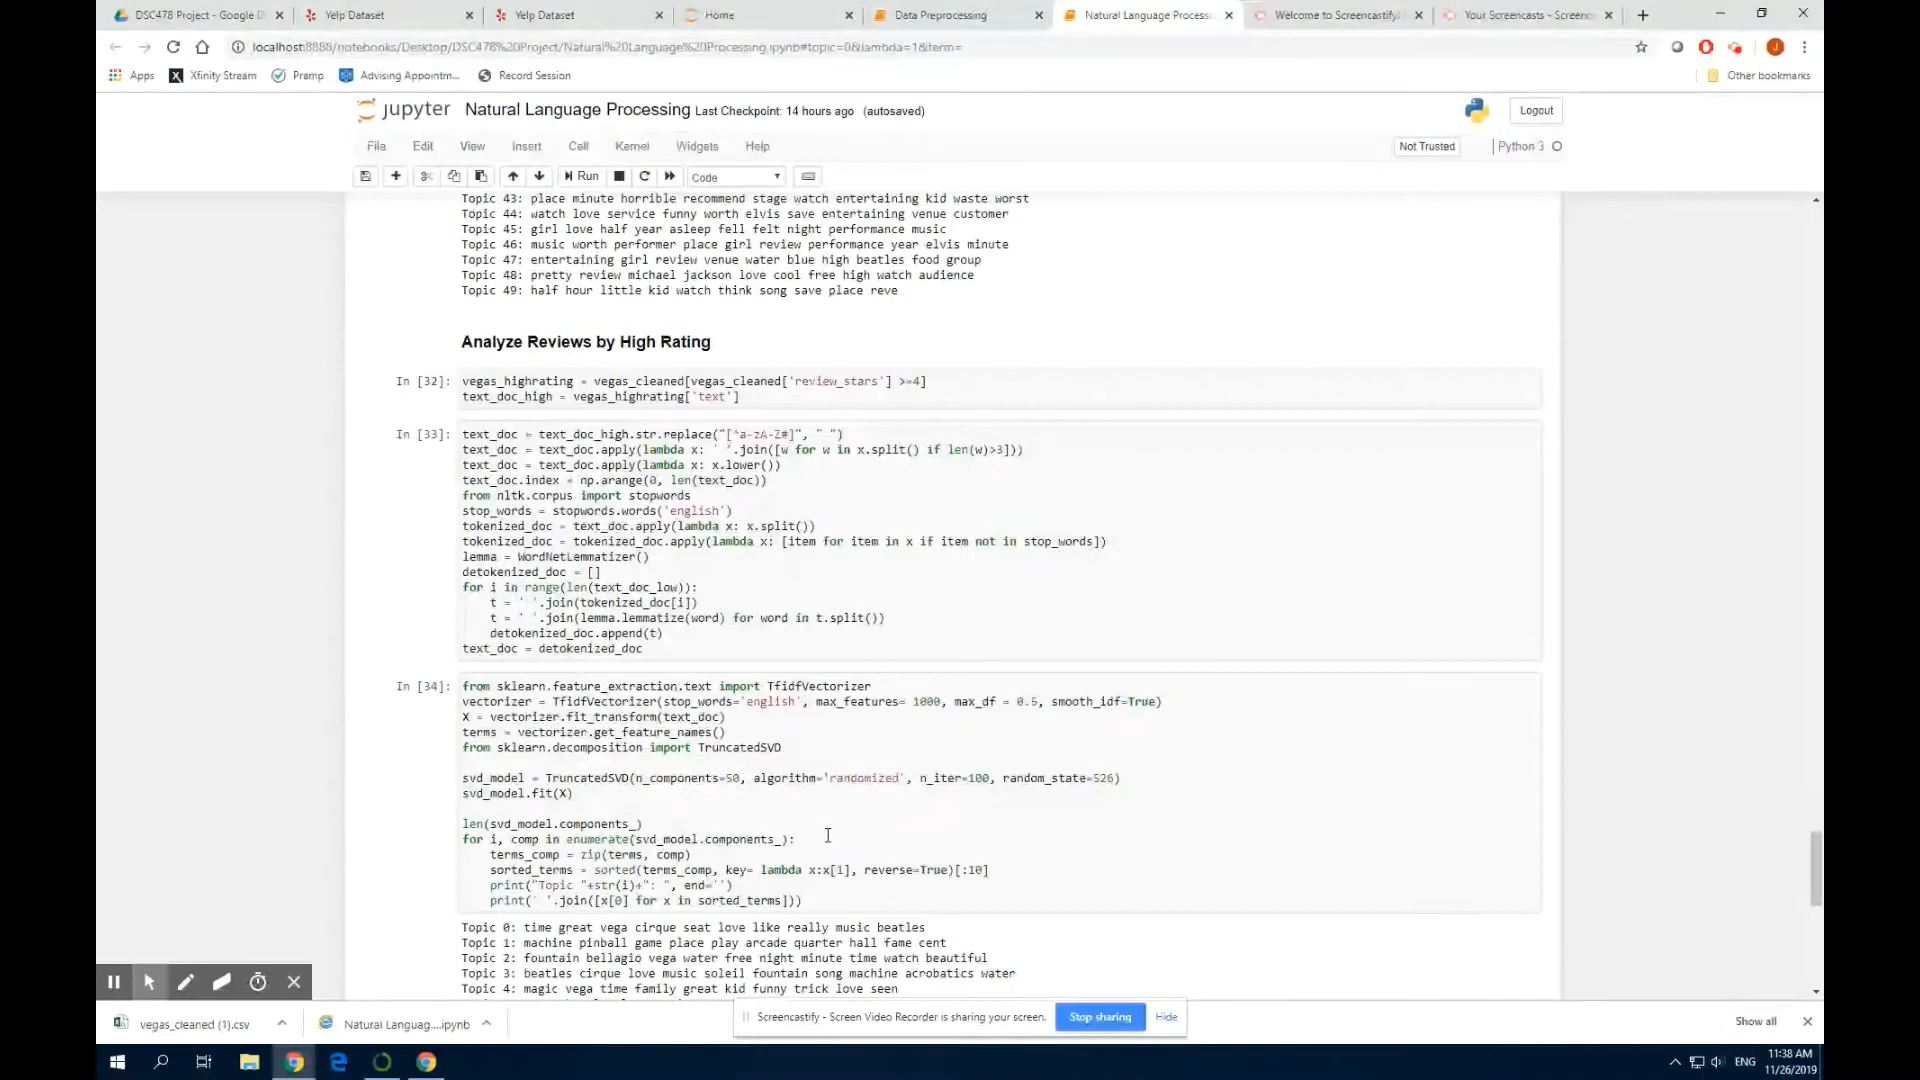 DSC478 Project - Google D
Yelp Dataset
Yelp Dataset
Home
Data Preprocessing
Natural Language Process
Welcome to Screencastify!
Your Screencasts - Screenc
localhost:8888/notebooks/Desktop/DSC478%20Project/Natural%20Language%20Processing.ipynb#topic=0&lambda=1&term=
Apps
Xfinity Stream
Pramp
Advising Appointm...
Record Session
Other bookmarks
jupyter Natural Language Processing Last Checkpoint: 14 hours ago (autosaved)
Logout
File Edit View Insert Cell Kernel Widgets Help
Not Trusted
Python 3
Run
Code
Topic 43: place minute horrible recommend stage watch entertaining kid waste worst
Topic 44: watch love service funny worth elvis save entertaining venue customer
Topic 45: girl love half year asleep fell felt night performance music
Topic 46: music worth performer place girl review performance year elvis minute
Topic 47: entertaining girl review venue water blue high beatles food group
Topic 48: pretty review michael jackson love cool free high watch audience
Topic 49: half hour little kid watch think song save place reve
Analyze Reviews by High Rating
In [32]: vegas_highrating = vegas_cleaned[vegas_cleaned['review_stars'] >=4]
text_doc_high = vegas_highrating['text']
In [33]: text_doc = text_doc_high.str.replace("[^a-zA-Z#]", " ")
text_doc = text_doc.apply(lambda x: ' '.join([w for w in x.split() if len(w)>3]))
text_doc = text_doc.apply(lambda x: x.lower())
text_doc.index = np.arange(0, len(text_doc))
from nltk.corpus import stopwords
stop_words = stopwords.words('english')
tokenized_doc = text_doc.apply(lambda x: x.split())
tokenized_doc = tokenized_doc.apply(lambda x: [item for item in x if item not in stop_words])
lemma = WordNetLemmatizer()
detokenized_doc = []
for i in range(len(text_doc_low)):
t = ' '.join(tokenized_doc[i])
t = ' '.join(lemma.lemmatize(word) for word in t.split())
detokenized_doc.append(t)
text_doc = detokenized_doc
In [34]: from sklearn.feature_extraction.text import TfidfVectorizer
vectorizer = TfidfVectorizer(stop_words='english', max_features= 1000, max_df = 0.5, smooth_idf=True)
X = vectorizer.fit_transform(text_doc)
terms = vectorizer.get_feature_names()
from sklearn.decomposition import TruncatedSVD
svd_model = TruncatedSVD(n_components=50, algorithm='randomized', n_iter=100, random_state=526)
svd_model.fit(X)
len(svd_model.components_)
for i, comp in enumerate(svd_model.components_):
terms_comp = zip(terms, comp)
sorted_terms = sorted(terms_comp, key= lambda x:x[1], reverse=True)[:10]
print("Topic "+str(i)+": ", end='')
print(' '.join([x[0] for x in sorted_terms]))
Topic 0: time great vega cirque seat love like really music beatles
Topic 1: machine pinball game place play arcade quarter hall fame cent
Topic 2: fountain bellagio vega water free night minute time watch beautiful
Topic 3: beatles cirque love music soleil fountain song machine acrobatics water
Topic 4: magic vega time family great kid funny trick love seen
vegas_cleaned (1).csv
Natural Languag....ipynb
Screencastify - Screen Video Recorder is sharing your screen.
Stop sharing
Hide
Show all
ENG
11:38 AM
11/26/2019